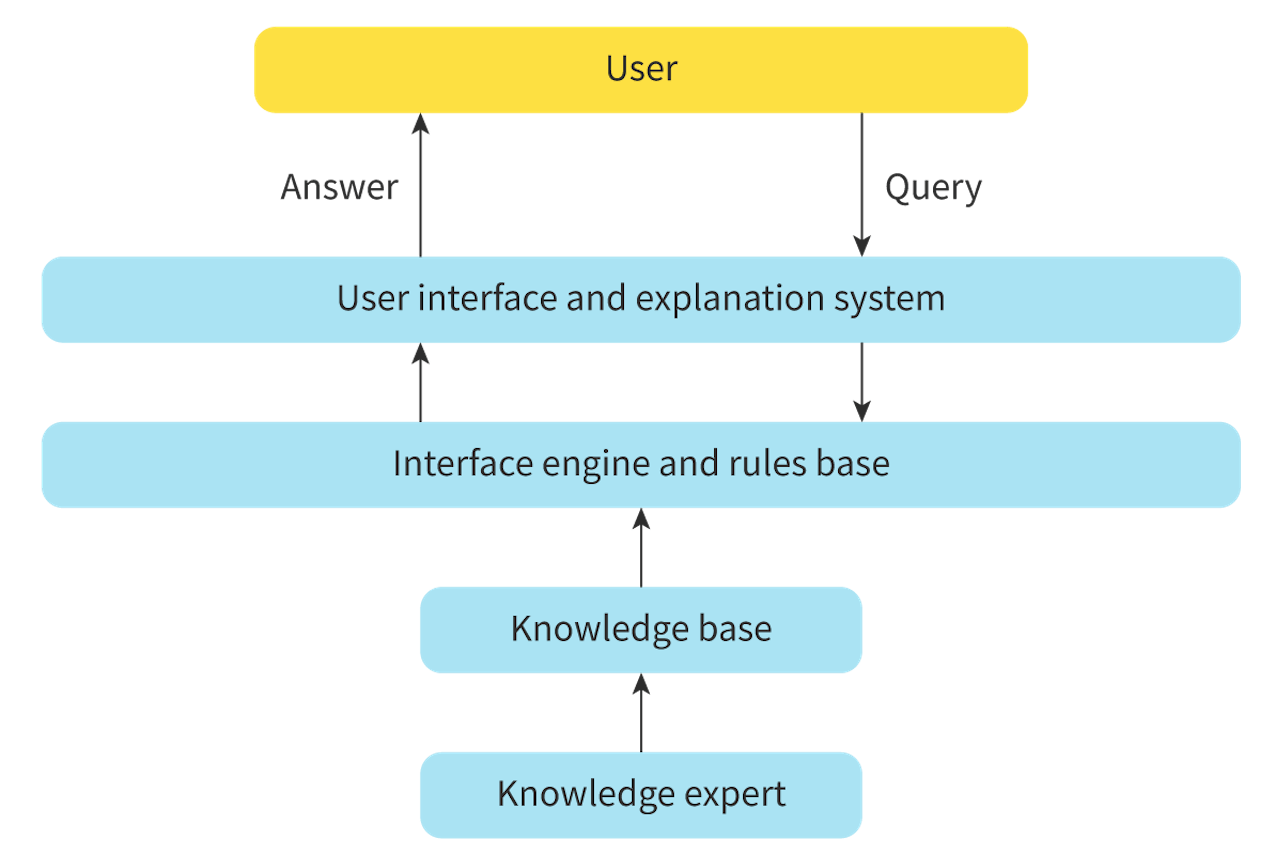 User
Answer
Query
User interface and explanation system
Interface engine and rules base
Knowledge base
Knowledge expert